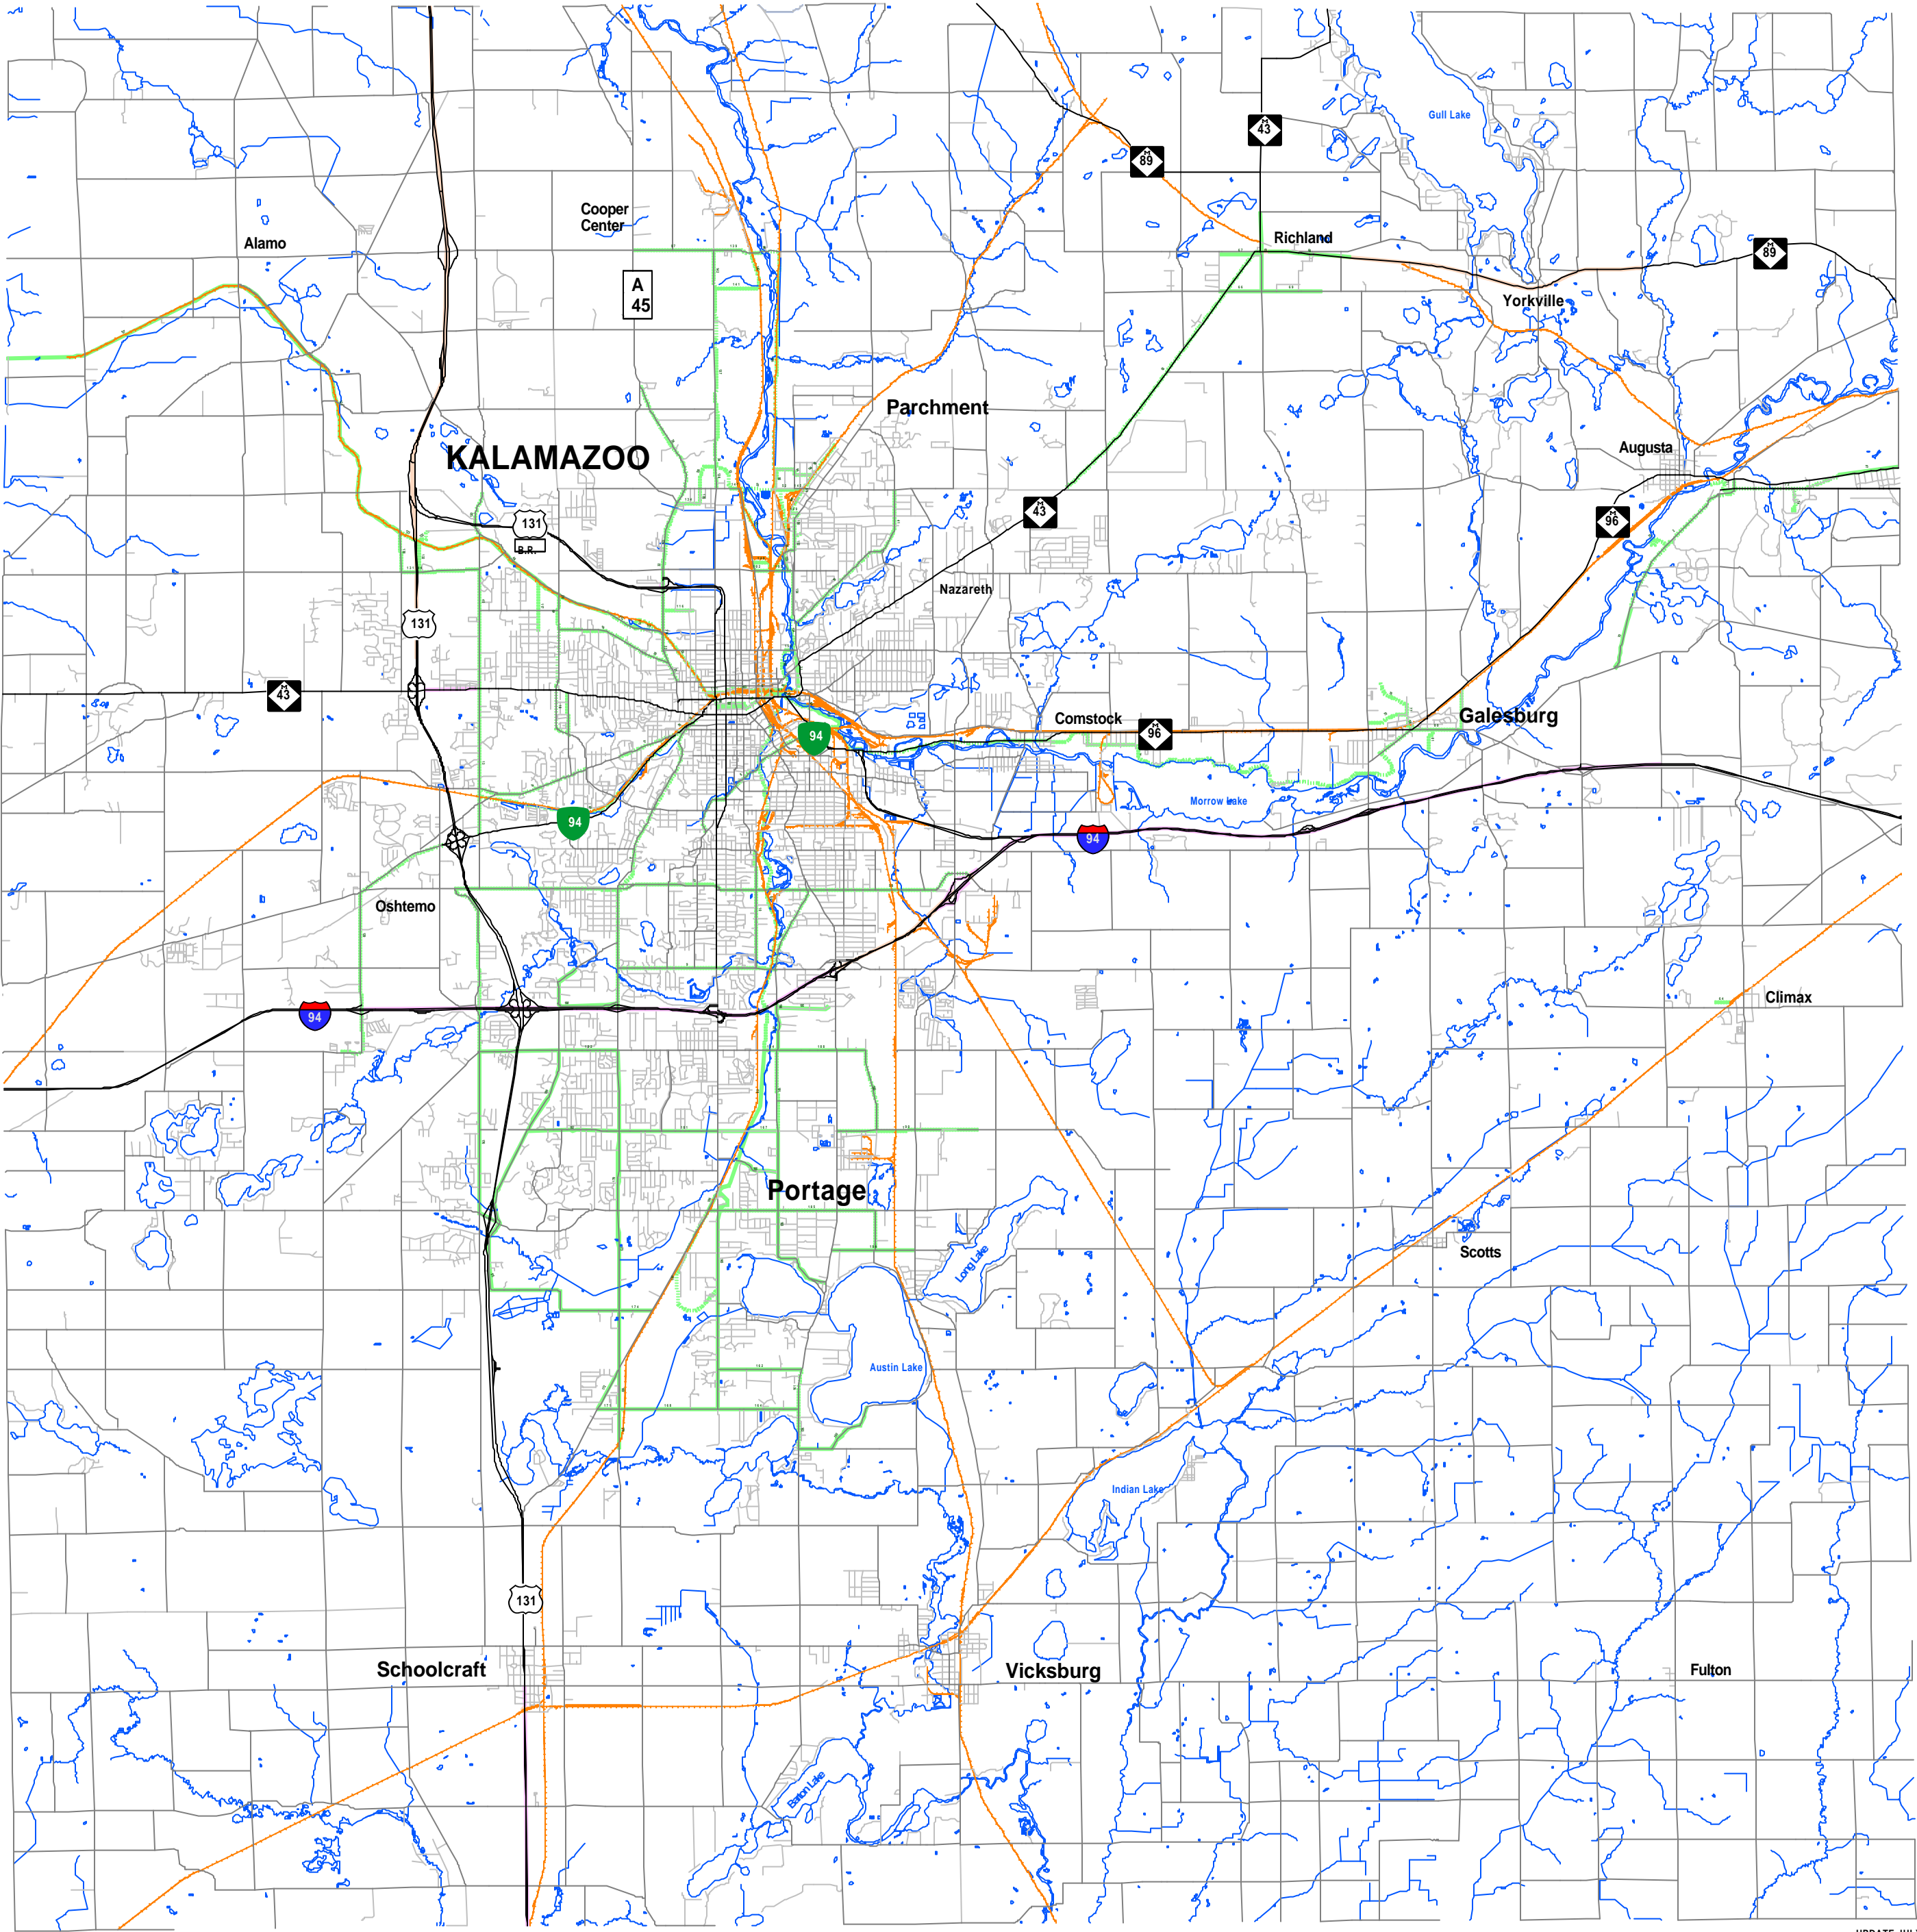 Gull Lake
M
43
M
89
Cooper
Center
Alamo
Richland
M
89
A
45
Yorkville
Parchment
KALAMAZOO
Augusta
M
43
131
B.R.
M
96
Nazareth
131
M
43
Comstock
M
96
Galesburg
94
Morrow Lake
94
94
Oshtemo
94
Climax
Portage
Long Lake
Scotts
Austin Lake
Indian Lake
131
Schoolcraft
Vicksburg
Fulton
Barton Lake